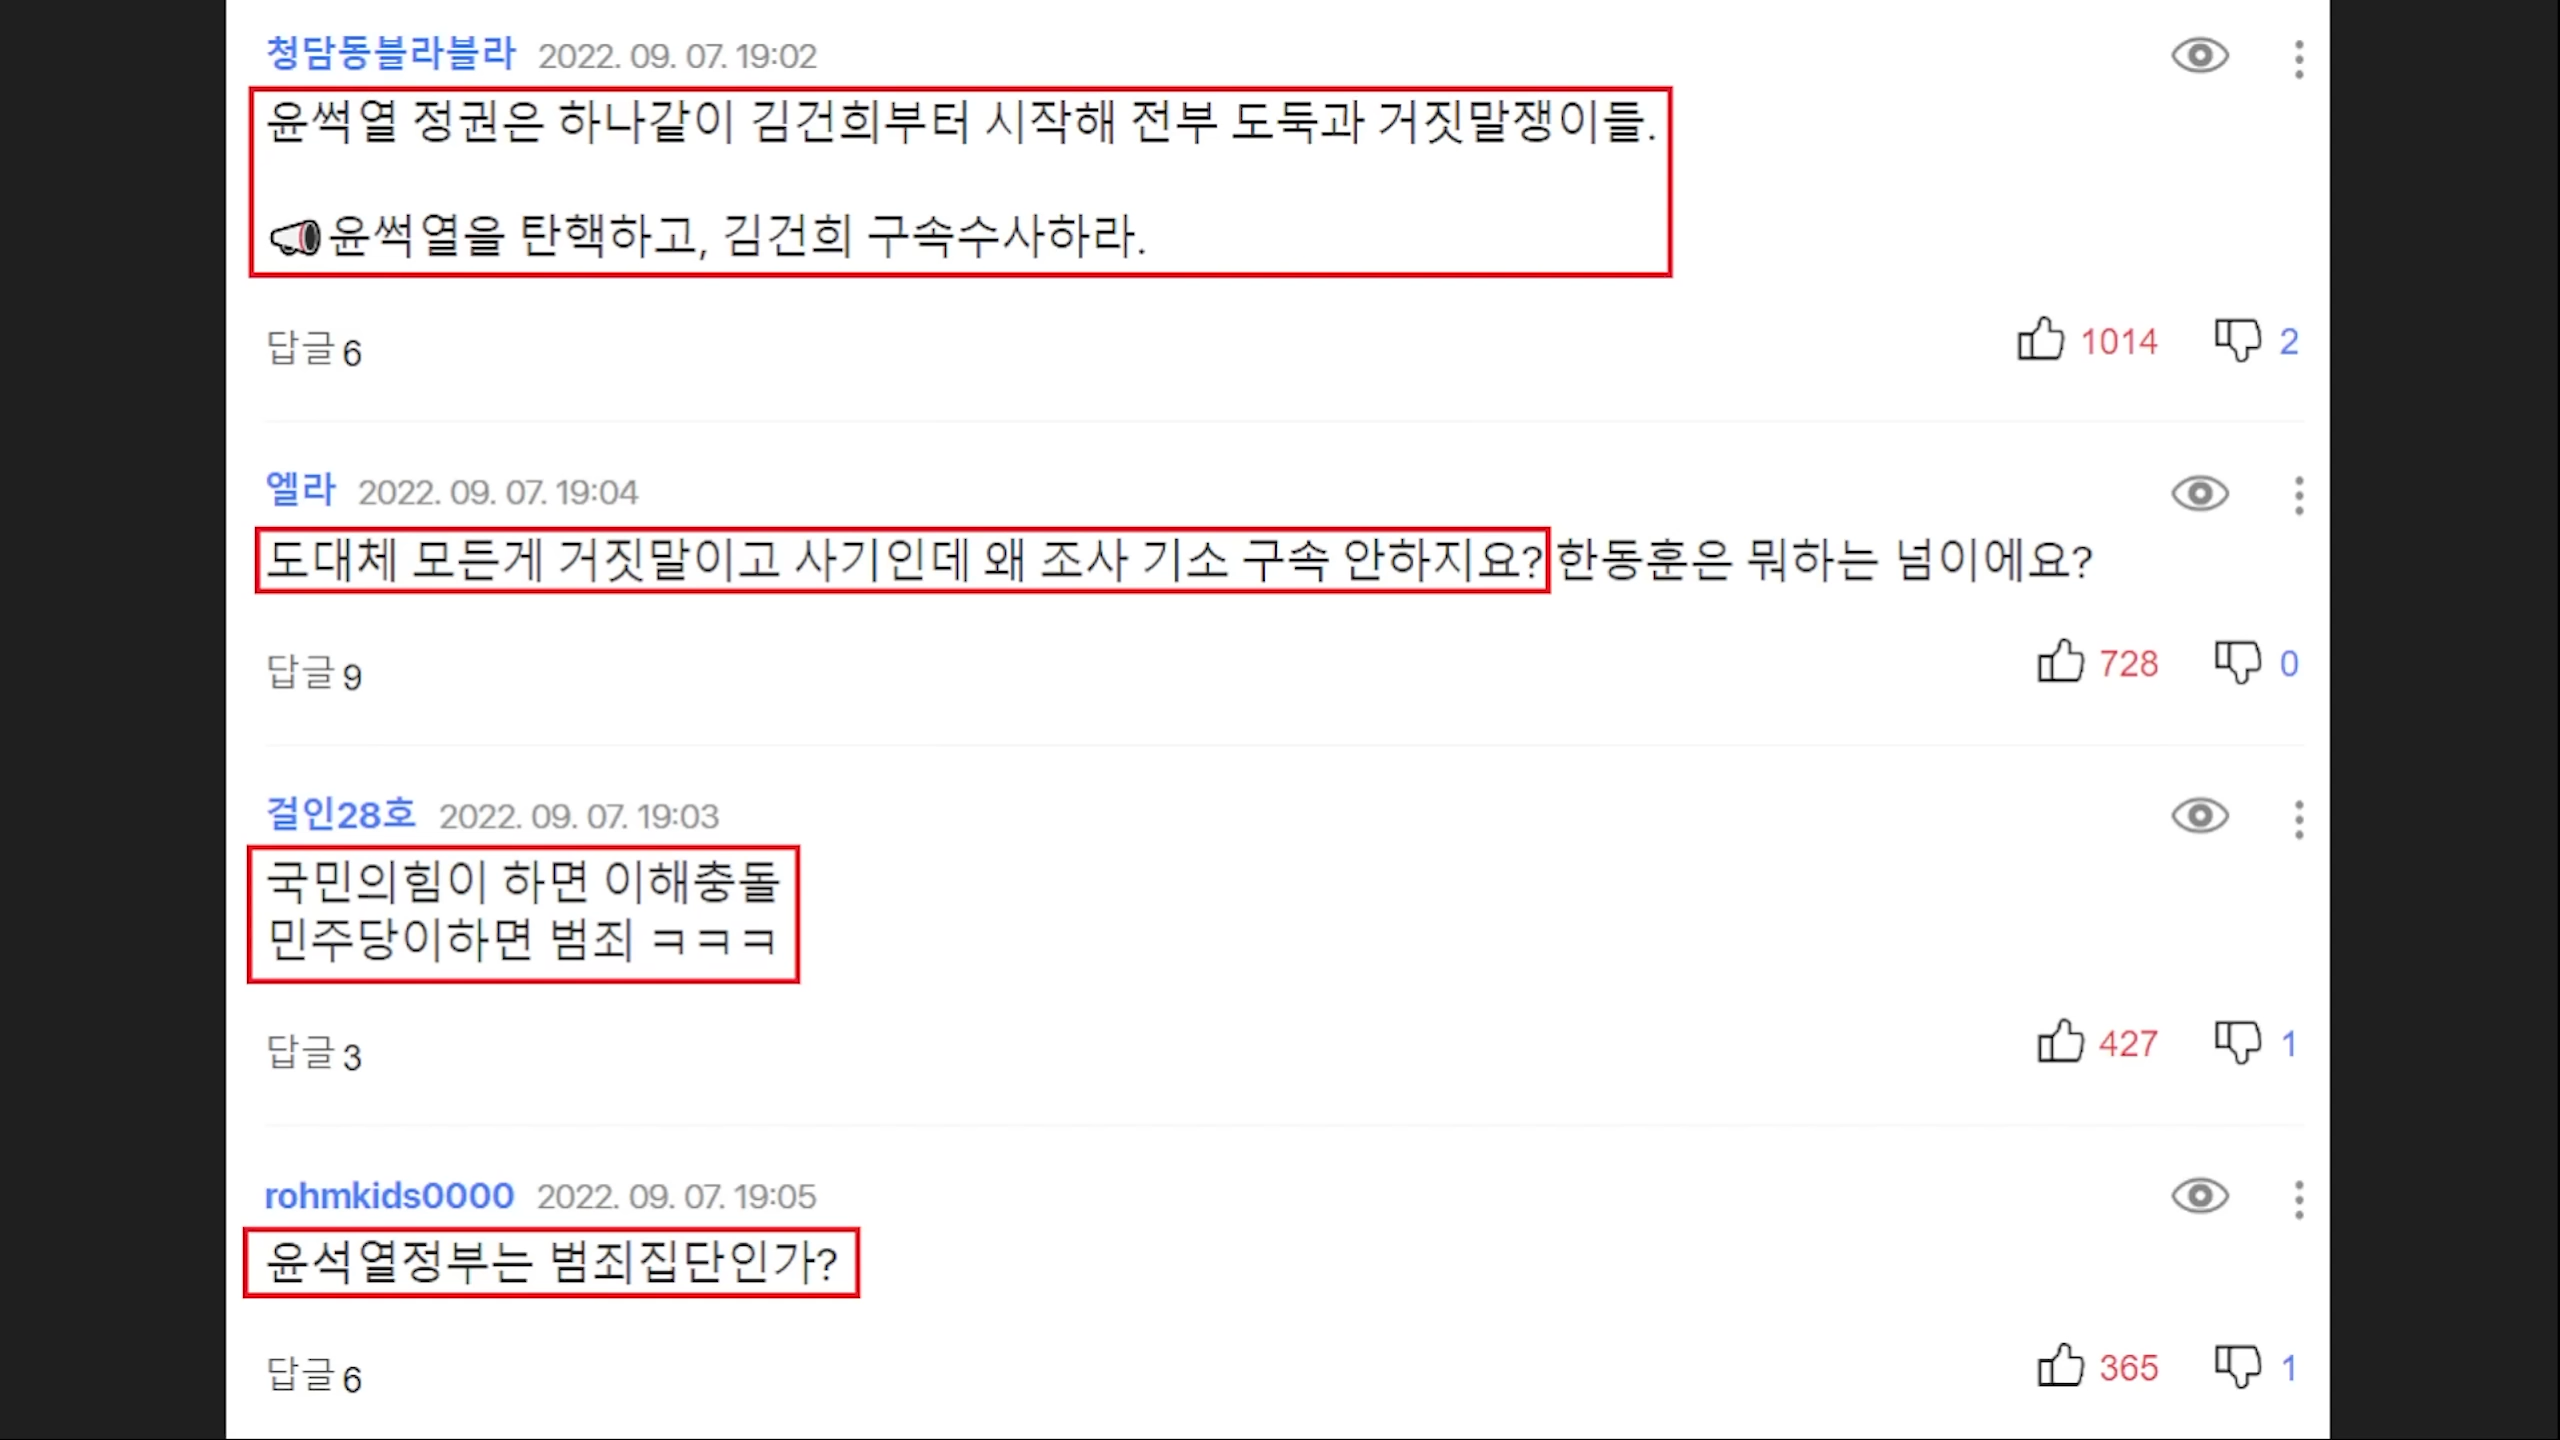 청담동블라블라 2022. 09. 07. 19:02
윤썩열 정권은 하나같이 김건희부터 시작해 전부 도둑과 거짓말쟁이들.
📢윤썩열을 탄핵하고, 김건희 구속수사하라.
답글 6 1014 2
엘라 2022. 09. 07. 19:04
도대체 모든게 거짓말이고 사기인데 왜 조사 기소 구속 안하지요? 한동훈은 뭐하는 넘이에요?
답글 9 728 0
걸인28호 2022. 09. 07. 19:03
국민의힘이 하면 이해충돌
민주당이하면 범죄 ㅋㅋㅋ
답글 3 427 1
rohmkids0000 2022. 09. 07. 19:05
윤석열정부는 범죄집단인가?
답글 6 365 1